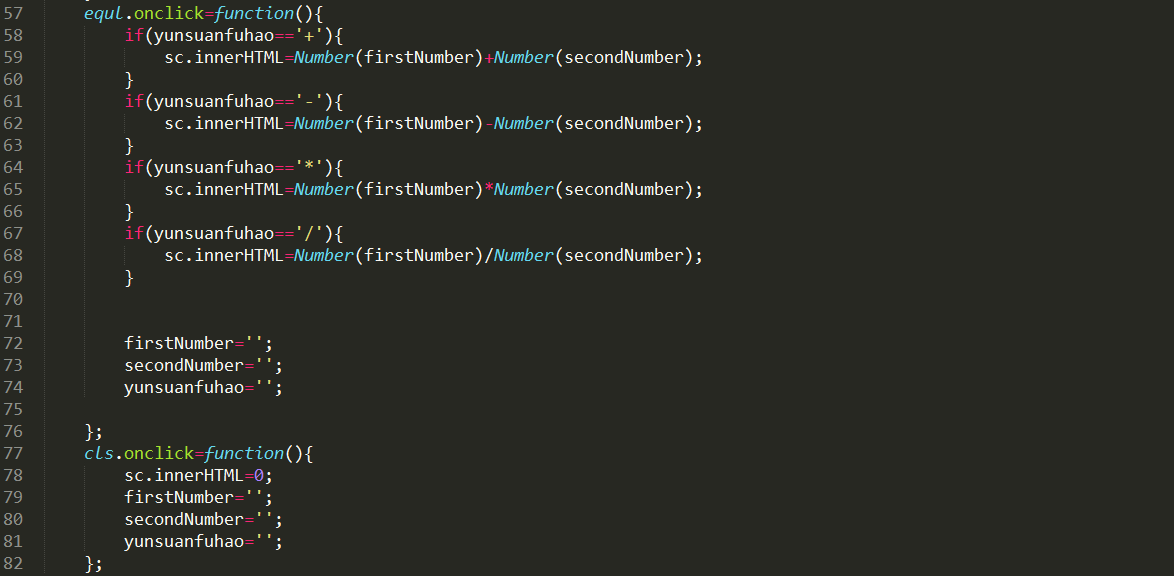 57 equl.onclick=function(){
58 if(yunsuanfuhao=='+'){
59 sc.innerHTML=Number(firstNumber)+Number(secondNumber);
60 }
61 if(yunsuanfuhao=='-'){
62 sc.innerHTML=Number(firstNumber)-Number(secondNumber);
63 }
64 if(yunsuanfuhao=='*'){
65 sc.innerHTML=Number(firstNumber)*Number(secondNumber);
66 }
67 if(yunsuanfuhao=='/'){
68 sc.innerHTML=Number(firstNumber)/Number(secondNumber);
69 }
70
71
72 firstNumber='';
73 secondNumber='';
74 yunsuanfuhao='';
75
76 };
77 cls.onclick=function(){
78 sc.innerHTML=0;
79 firstNumber='';
80 secondNumber='';
81 yunsuanfuhao='';
82 };